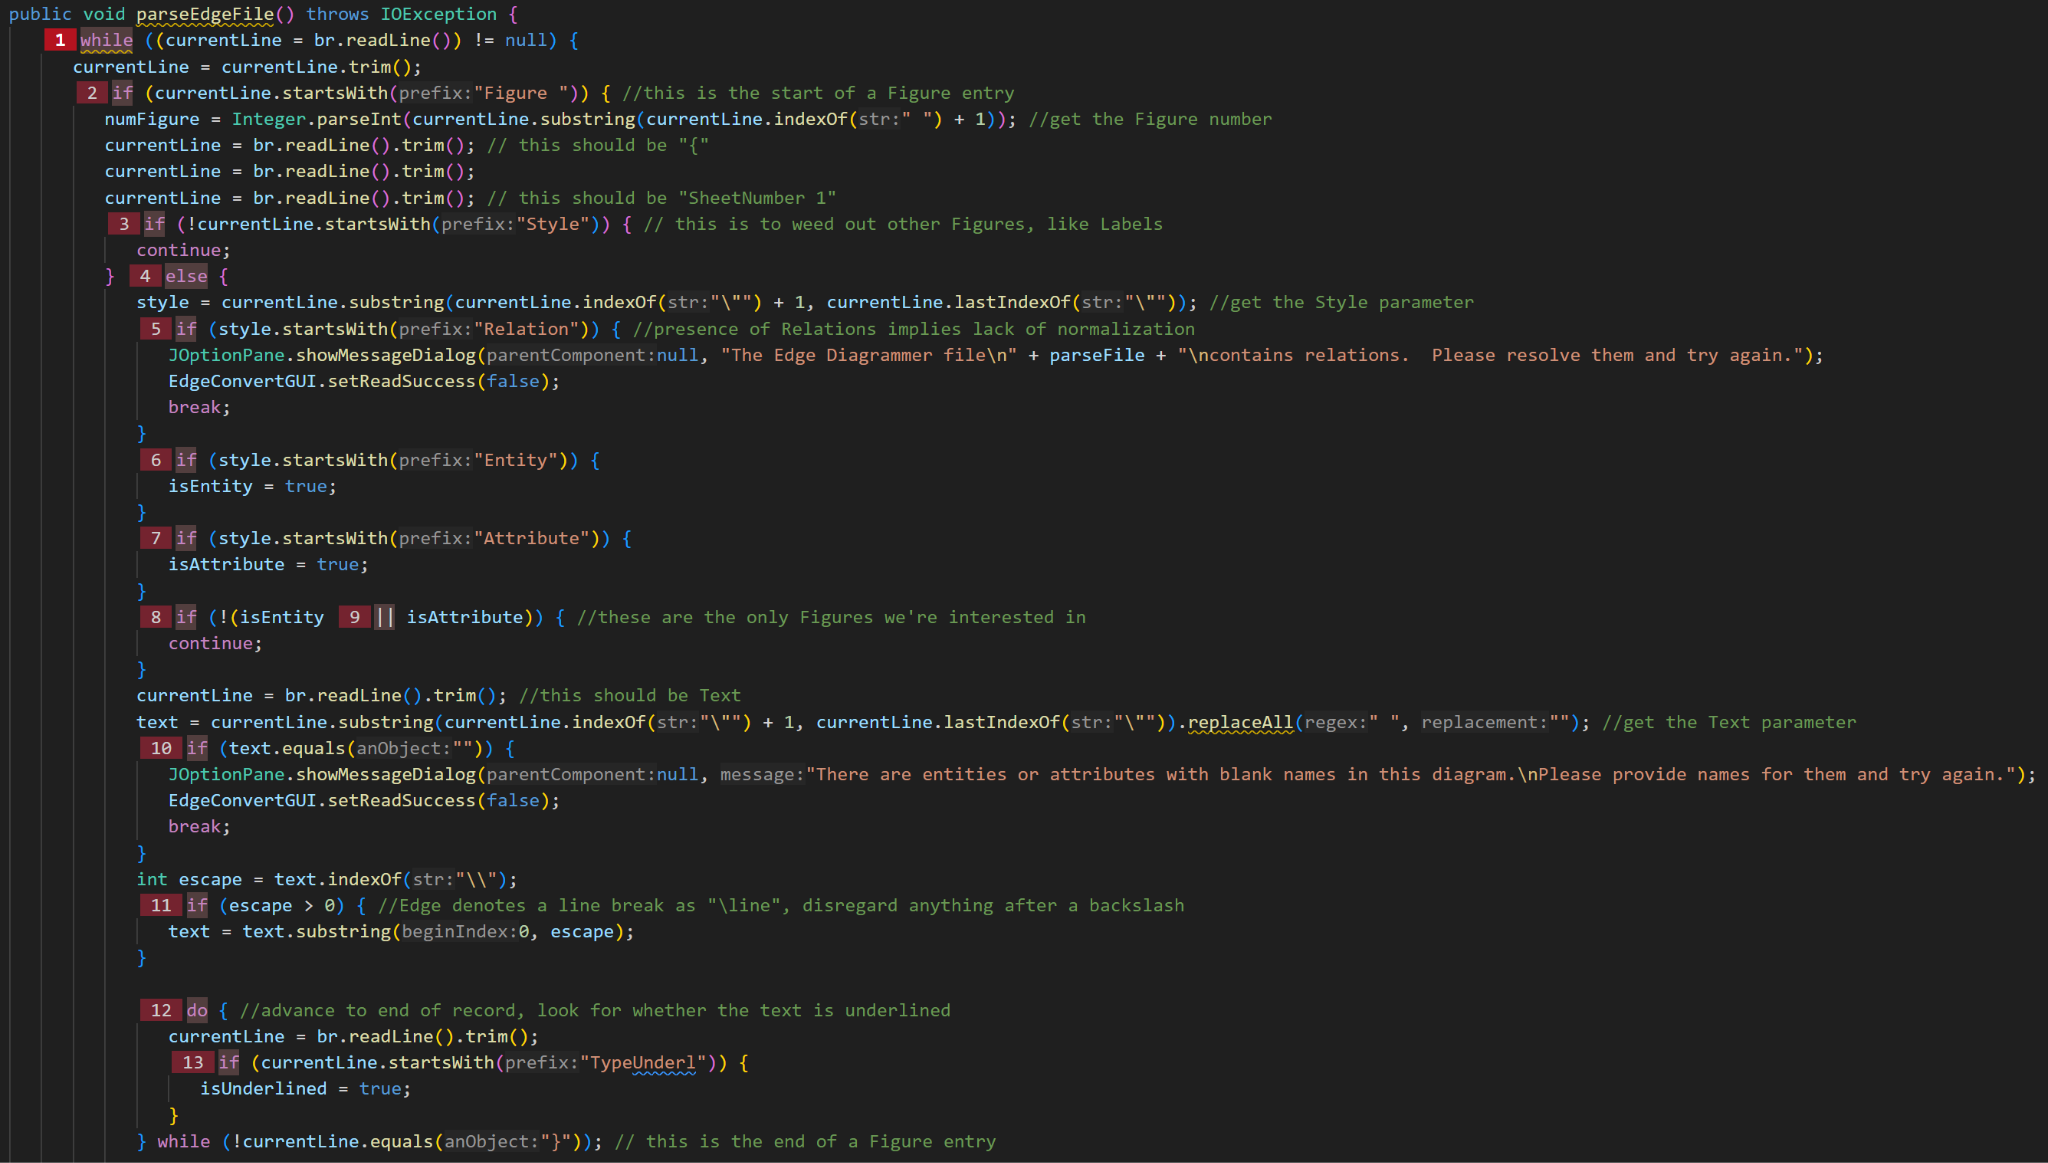 public void parseEdgeFile() throws IOException {
1 while ((currentLine = br.readLine()) != null) {
currentLine = currentLine.trim();
2 if (currentLine.startsWith(prefix:"Figure ")) { //this is the start of a Figure entry
numFigure = Integer.parseInt(currentLine.substring(currentLine.indexOf(str:" ") + 1)); //get the Figure number
currentLine = br.readLine().trim(); // this should be "{"
currentLine = br.readLine().trim();
currentLine = br.readLine().trim(); // this should be "SheetNumber 1"
3 if (!currentLine.startsWith(prefix:"Style")) { // this is to weed out other Figures, like Labels
continue;
} 4 else {
style = currentLine.substring(currentLine.indexOf(str:"\"") + 1, currentLine.lastIndexOf(str:"\"")); //get the Style parameter
5 if (style.startsWith(prefix:"Relation")) { //presence of Relations implies lack of normalization
JOptionPane.showMessageDialog(parentComponent:null, "The Edge Diagrammer file\n" + parseFile + "\ncontains relations.  Please resolve them and try again.");
EdgeConvertGUI.setReadSuccess(false);
break;
}
6 if (style.startsWith(prefix:"Entity")) {
isEntity = true;
}
7 if (style.startsWith(prefix:"Attribute")) {
isAttribute = true;
}
8 if (!(isEntity 9 || isAttribute)) { //these are the only Figures we're interested in
continue;
}
currentLine = br.readLine().trim(); //this should be Text
text = currentLine.substring(currentLine.indexOf(str:"\"") + 1, currentLine.lastIndexOf(str:"\"")).replaceAll(regex:" ", replacement:""); //get the Text parameter
10 if (text.equals(anObject:"")) {
JOptionPane.showMessageDialog(parentComponent:null, message:"There are entities or attributes with blank names in this diagram.\nPlease provide names for them and try again.");
EdgeConvertGUI.setReadSuccess(false);
break;
}
int escape = text.indexOf(str:"\\");
11 if (escape > 0) { //Edge denotes a line break as "\line", disregard anything after a backslash
text = text.substring(beginIndex:0, escape);
}
12 do { //advance to end of record, look for whether the text is underlined
currentLine = br.readLine().trim();
13 if (currentLine.startsWith(prefix:"TypeUnderl")) {
isUnderlined = true;
}
} while (!currentLine.equals(anObject:"}")); // this is the end of a Figure entry